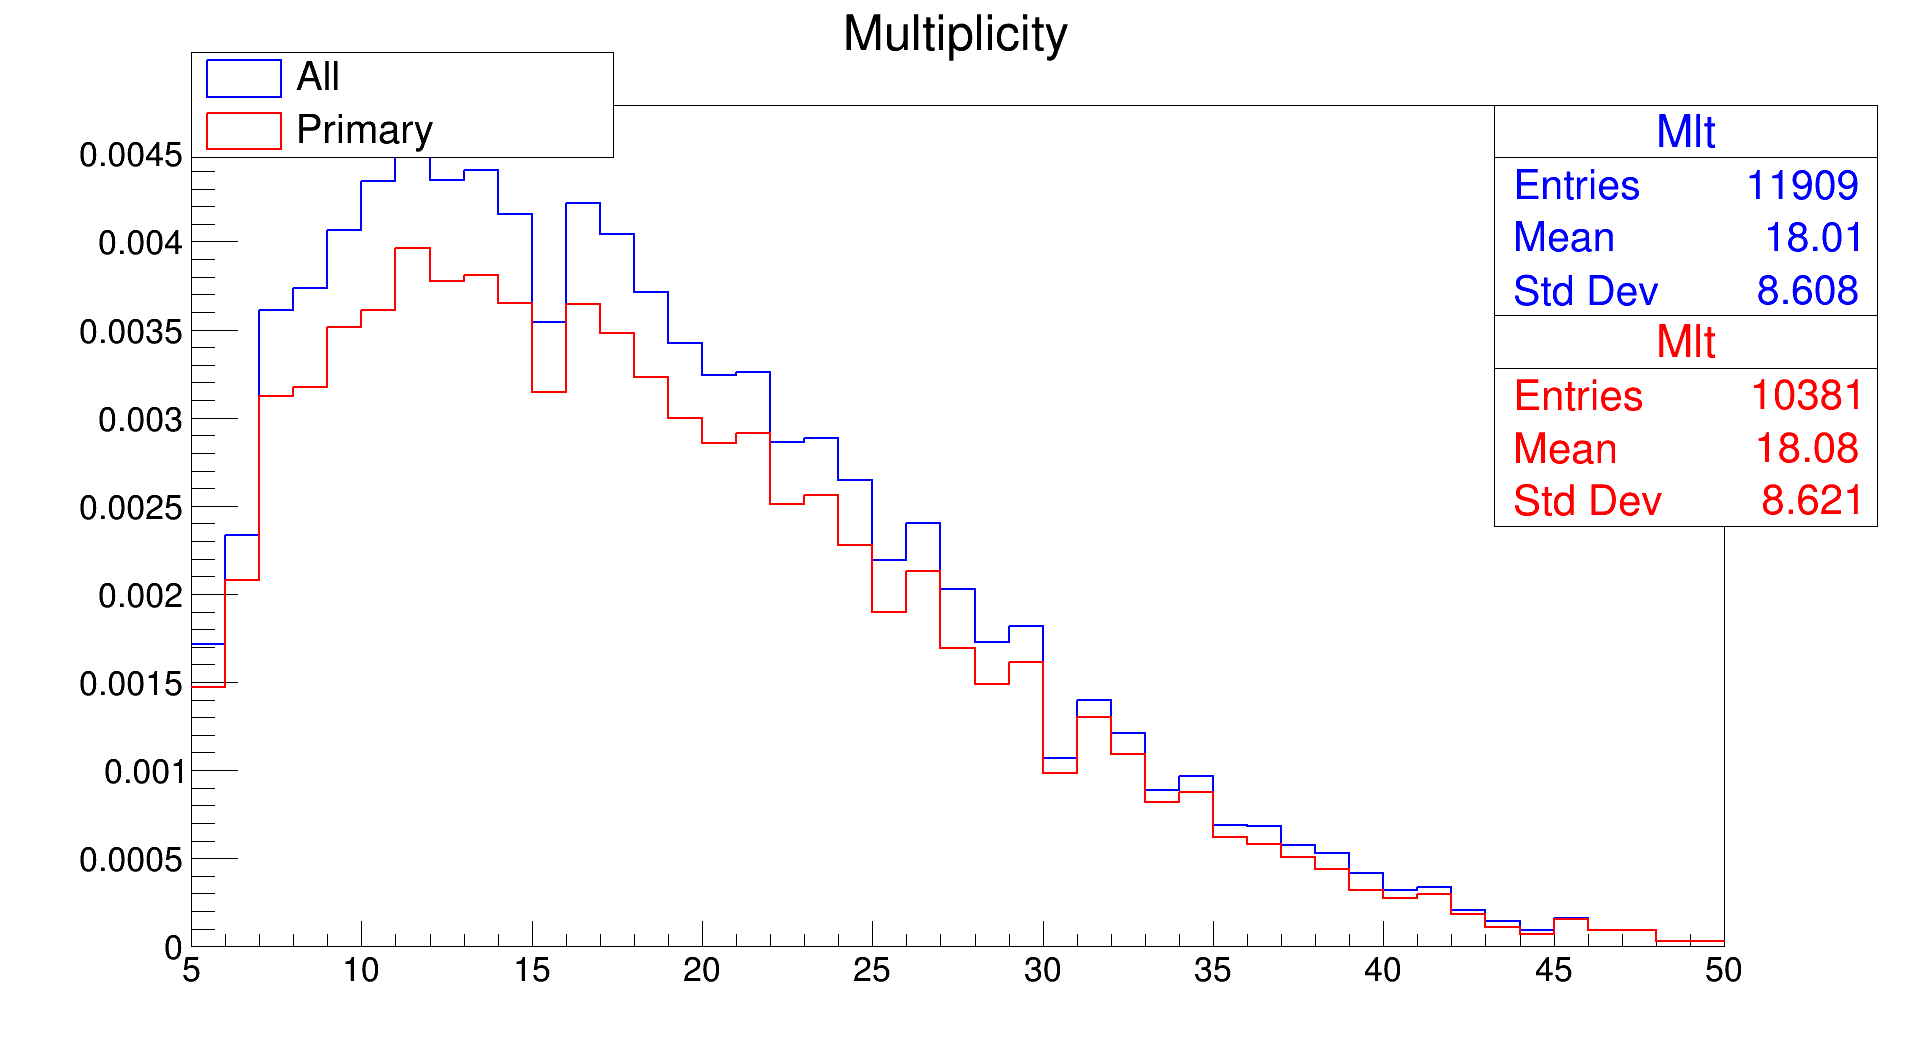 Multiplicity
All
Primary
Mlt
Entries 11909
Mean 18.01
Std Dev 8.608
Mlt
Entries 10381
Mean 18.08
Std Dev 8.621
0.0045
0.004
0.0035
0.003
0.0025
0.002
0.0015
0.001
0.0005
0
5 10 15 20 25 30 35 40 45 50